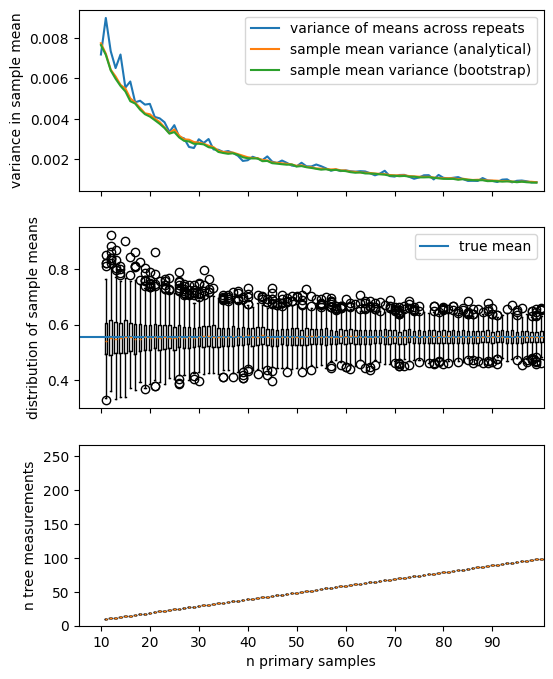 variance in sample mean
0.008
0.006
0.004
0.002
variance of means across repeats
sample mean variance (analytical)
sample mean variance (bootstrap)
distribution of sample means
0.8
0.6
0.4
true mean
n tree measurements
250
200
150
100
50
0
10 20 30 40 50 60 70 80 90
n primary samples